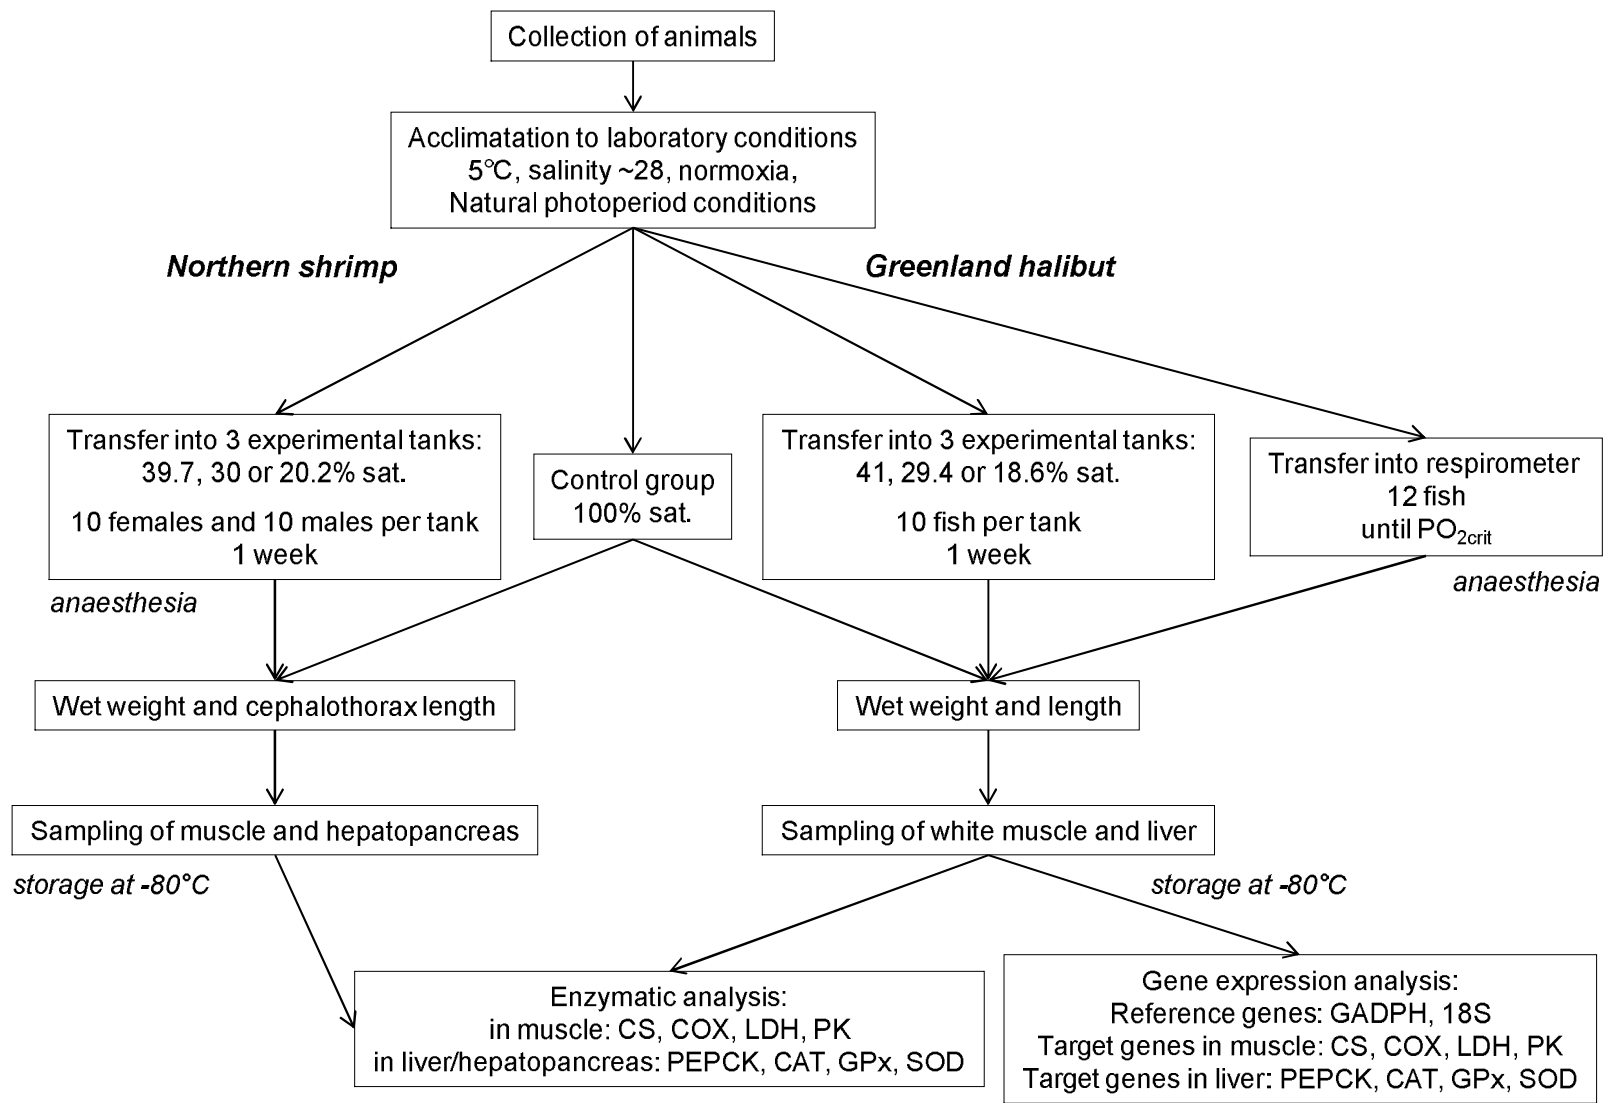 Collection of animals
Acclimatation to laboratory conditions
5°C, salinity ~28, normoxia,
Natural photoperiod conditions
Northern shrimp
Greenland halibut
Transfer into 3 experimental tanks:
39.7, 30 or 20.2% sat.
10 females and 10 males per tank
1 week
Control group
100% sat.
Transfer into 3 experimental tanks:
41, 29.4 or 18.6% sat.
10 fish per tank
1 week
Transfer into respirometer
12 fish
until PO2crit
anaesthesia
anaesthesia
Wet weight and cephalothorax length
Wet weight and length
Sampling of muscle and hepatopancreas
Sampling of white muscle and liver
storage at -80°C
storage at -80°C
Enzymatic analysis:
in muscle: CS, COX, LDH, PK
in liver/hepatopancreas: PEPCK, CAT, GPx, SOD
Gene expression analysis:
Reference genes: GADPH, 18S
Target genes in muscle: CS, COX, LDH, PK
Target genes in liver: PEPCK, CAT, GPx, SOD